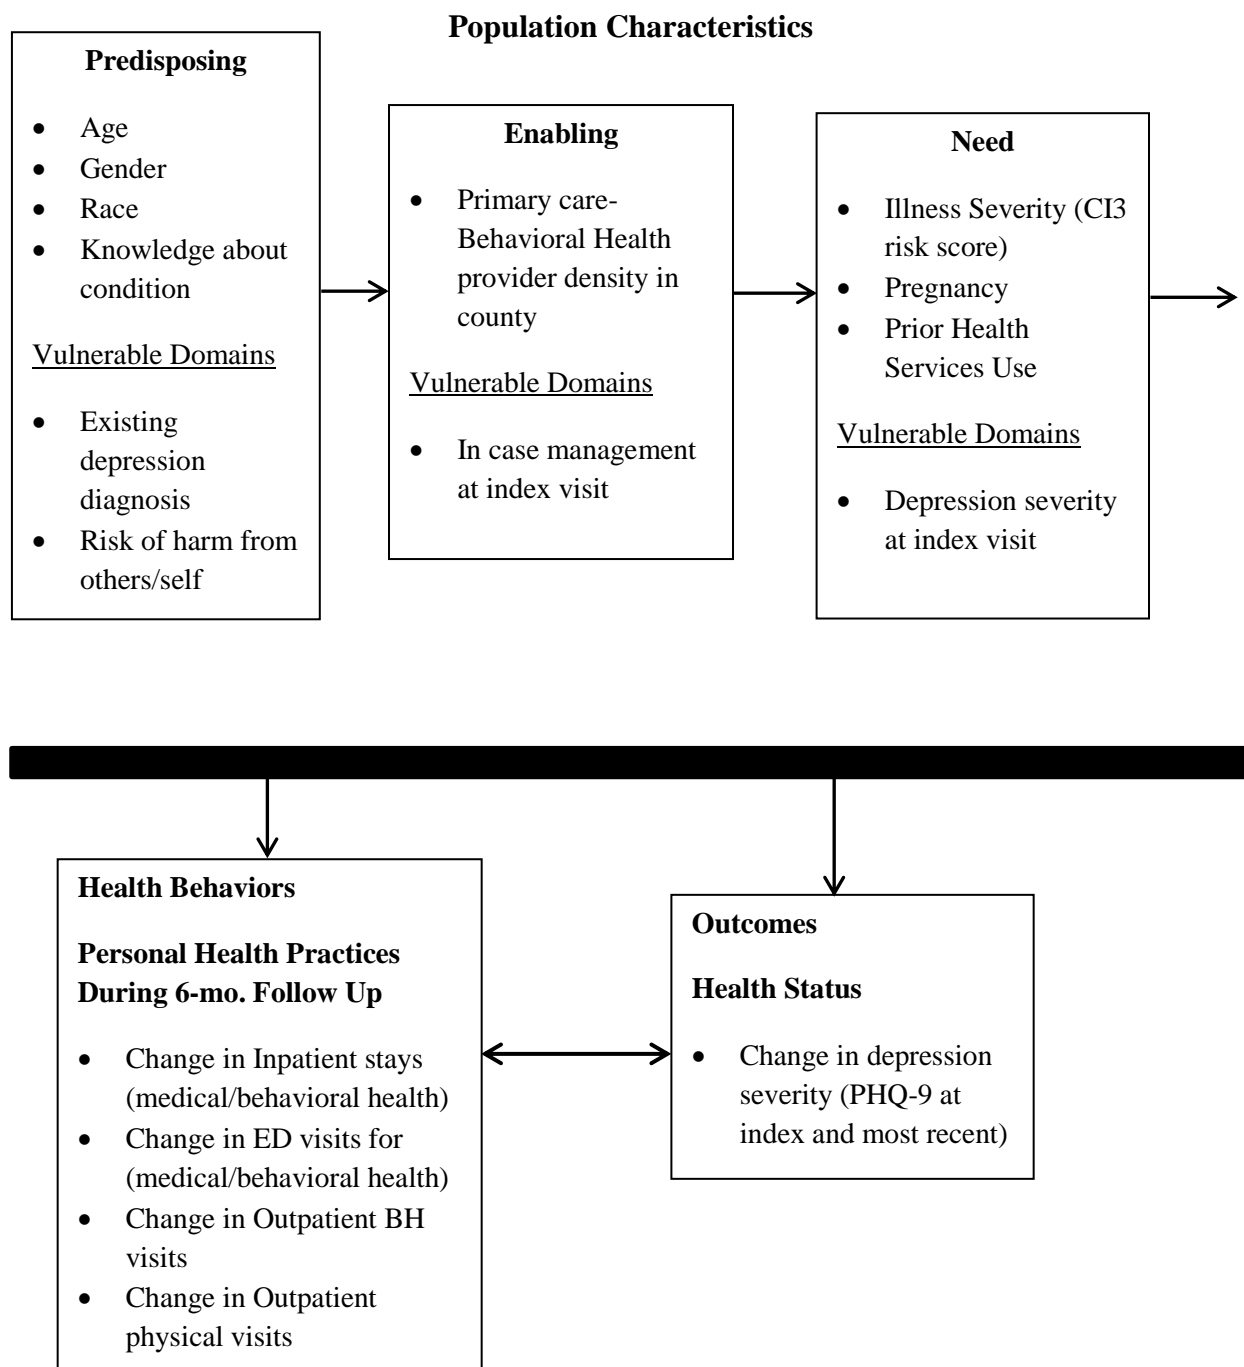 Population Characteristics
Predisposing
• Age
• Gender
• Race
• Knowledge about
condition
Vulnerable Domains
• Existing
depression
diagnosis
• Risk of harm from
others/self
Enabling
• Primary care-
Behavioral Health
provider density in
county
Vulnerable Domains
• In case management
at index visit
Need
• Illness Severity (CI3
risk score)
• Pregnancy
• Prior Health
Services Use
Vulnerable Domains
• Depression severity
at index visit
Health Behaviors
Personal Health Practices
During 6-mo. Follow Up
• Change in Inpatient stays
(medical/behavioral health)
• Change in ED visits for
(medical/behavioral health)
• Change in Outpatient BH
visits
• Change in Outpatient
physical visits
Outcomes
Health Status
• Change in depression
severity (PHQ-9 at
index and most recent)